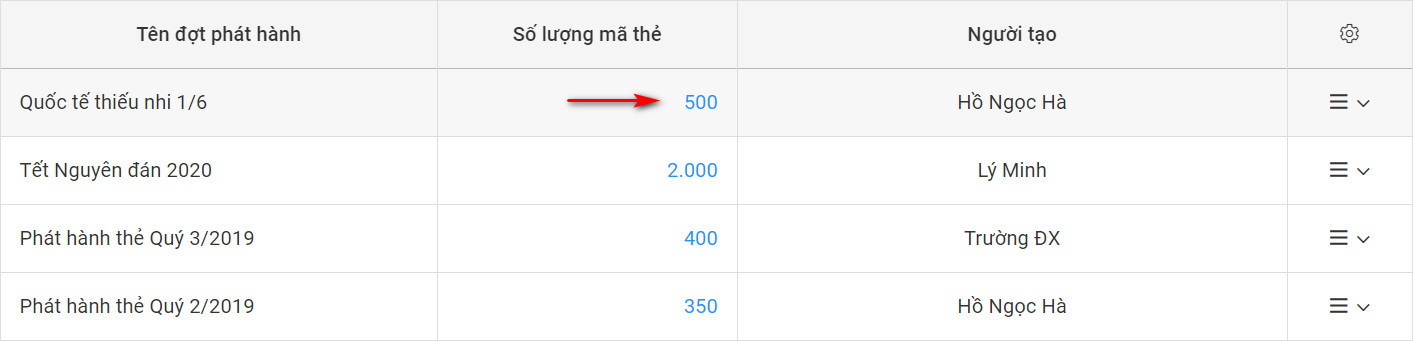 Tên đợt phát hành Số lượng mã thẻ Người tạo
Quốc tế thiếu nhi 1/6 500 Hồ Ngọc Hà
Tết Nguyên đán 2020 2.000 Lý Minh
Phát hành thẻ Quý 3/2019 400 Trường ĐX
Phát hành thẻ Quý 2/2019 350 Hồ Ngọc Hà